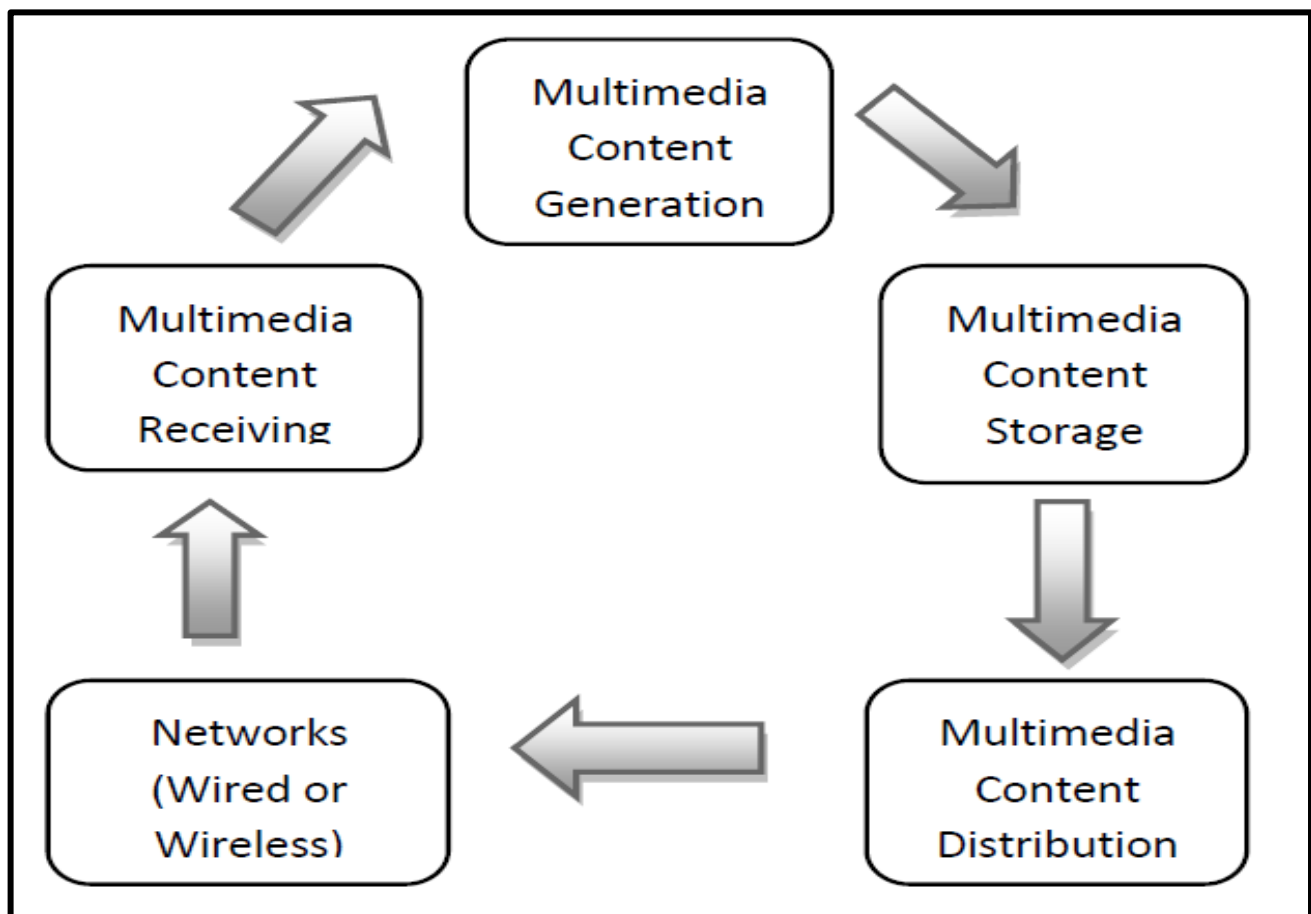 Multimedia
Content
Generation
Multimedia
Content
Storage
Multimedia
Content
Distribution
Networks
(Wired or
Wireless)
Multimedia
Content
Receiving